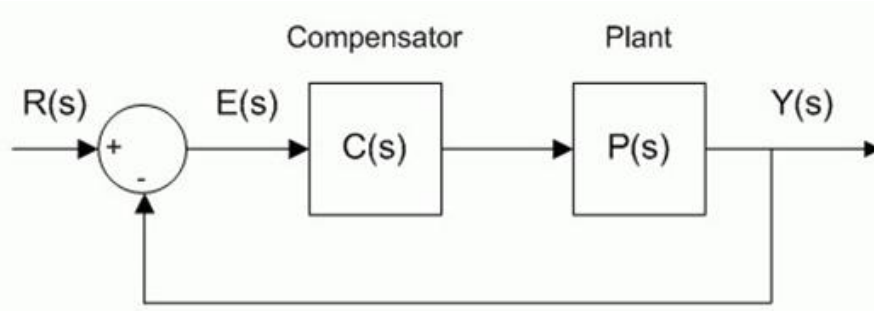 Compensator Plant
R(s) E(s) Y(s)
+ C(s) P(s)
-